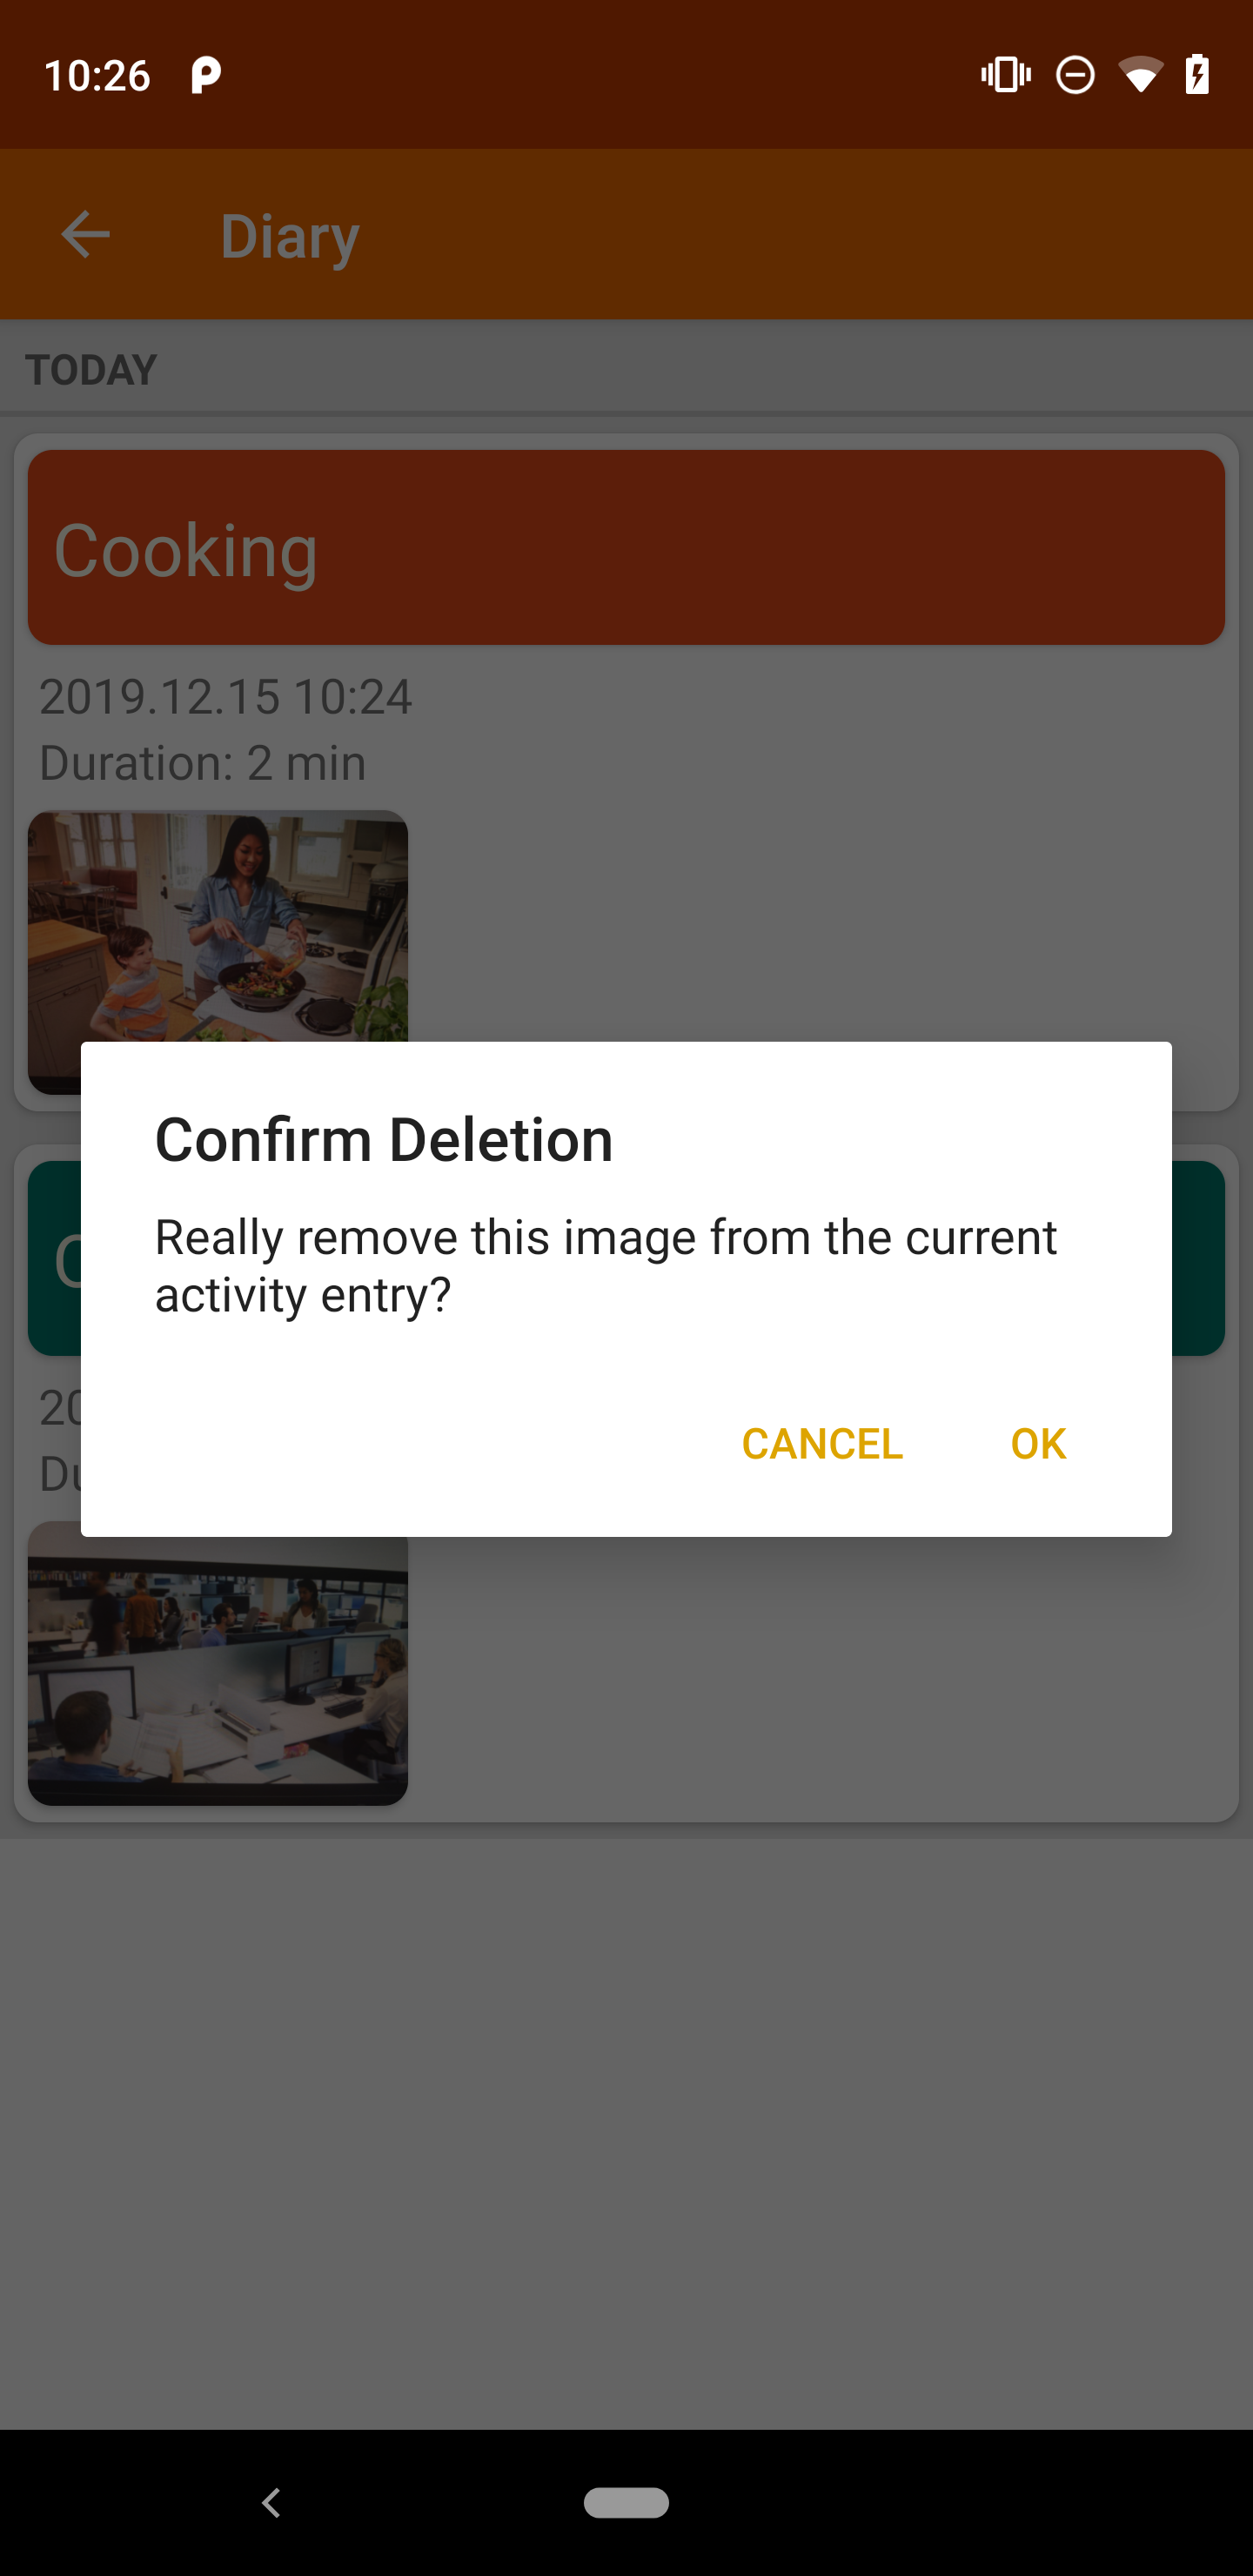 10:26
Diary
TODAY
Cooking
2019.12.15 10:24
Duration: 2 min
Confirm Deletion
Really remove this image from the current
activity entry?
CANCEL OK